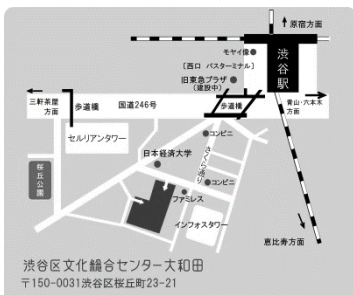 原宿方面
モヤイ像
[西口 バスターミナル]
渋谷駅
旧東急プラザ
(建設中)
三軒茶屋
方面
歩道橋
国道246号
歩道橋
青山・六本木
方面
セルリアンタワー
コンビニ
さくら通り
日本経済大学
桜丘公園
コンビニ
ファミレス
インフォスタワー
恵比寿方面
渋谷区文化総合センター大和田
〒150-0031渋谷区桜丘町23-21